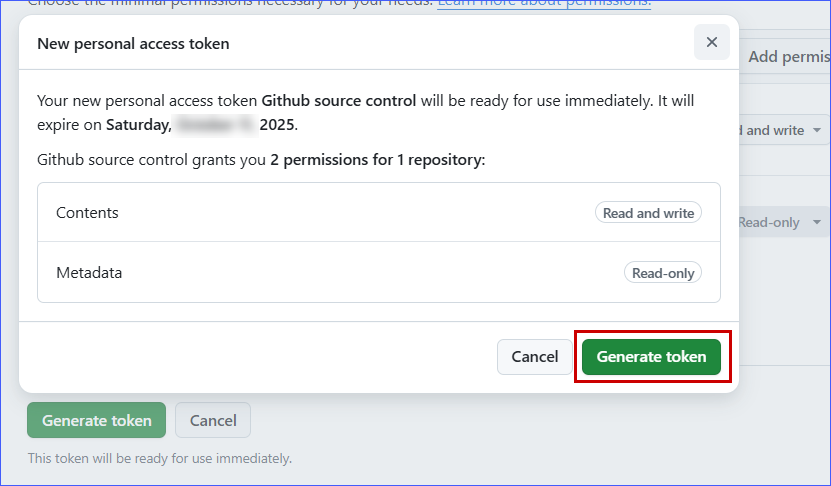 Choose the minimal permissions necessary for your needs. Learn more about permissions.
New personal access token
Add permis
Your new personal access token Github source control will be ready for use immediately. It will
expire on Saturday, 2025.
d and write
Github source control grants you 2 permissions for 1 repository:
Contents
Read and write
Read-only
Metadata
Read-only
Cancel
Generate token
Generate token
Cancel
This token will be ready for use immediately.